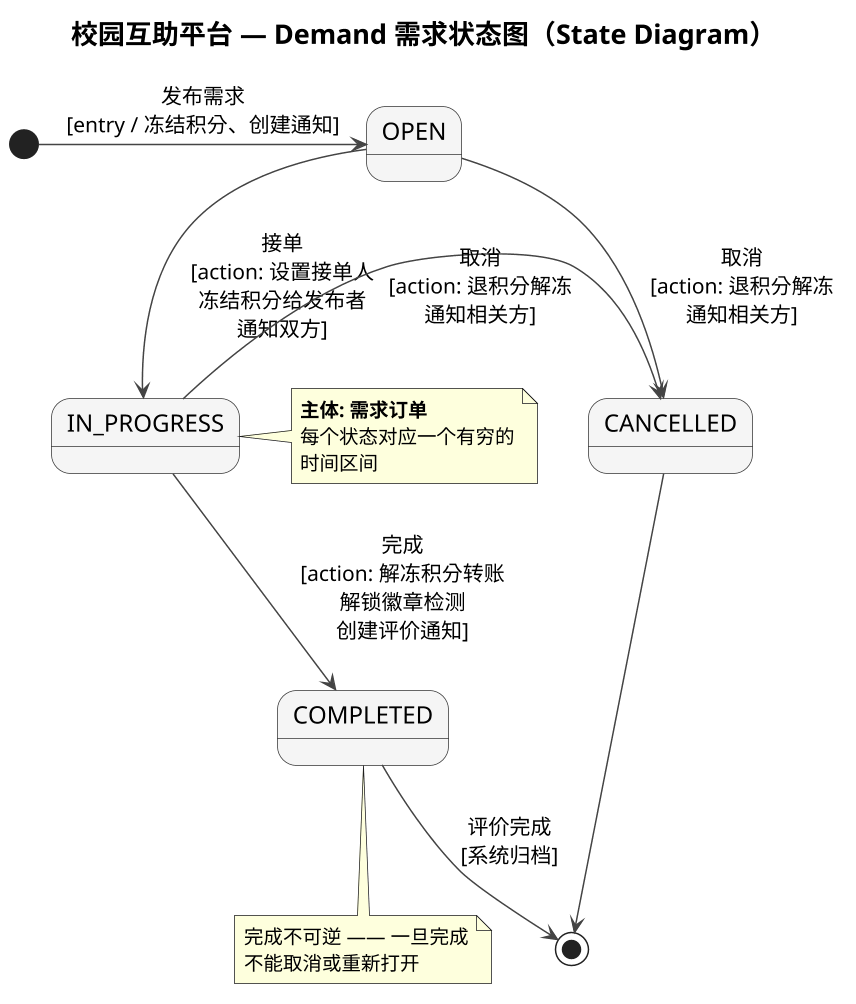 校园互助平台 — Demand 需求状态图（State Diagram）
发布需求
[entry / 冻结积分、创建通知]
OPEN
接单
[action: 设置接单人
冻结积分给发布者
通知双方]
取消
[action: 退积分解冻
通知相关方]
取消
[action: 退积分解冻
通知相关方]
IN_PROGRESS
主体: 需求订单
每个状态对应一个有穷的
时间区间
CANCELLED
完成
[action: 解冻积分转账
解锁徽章检测
创建评价通知]
COMPLETED
评价完成
[系统归档]
完成不可逆 —— 一旦完成
不能取消或重新打开